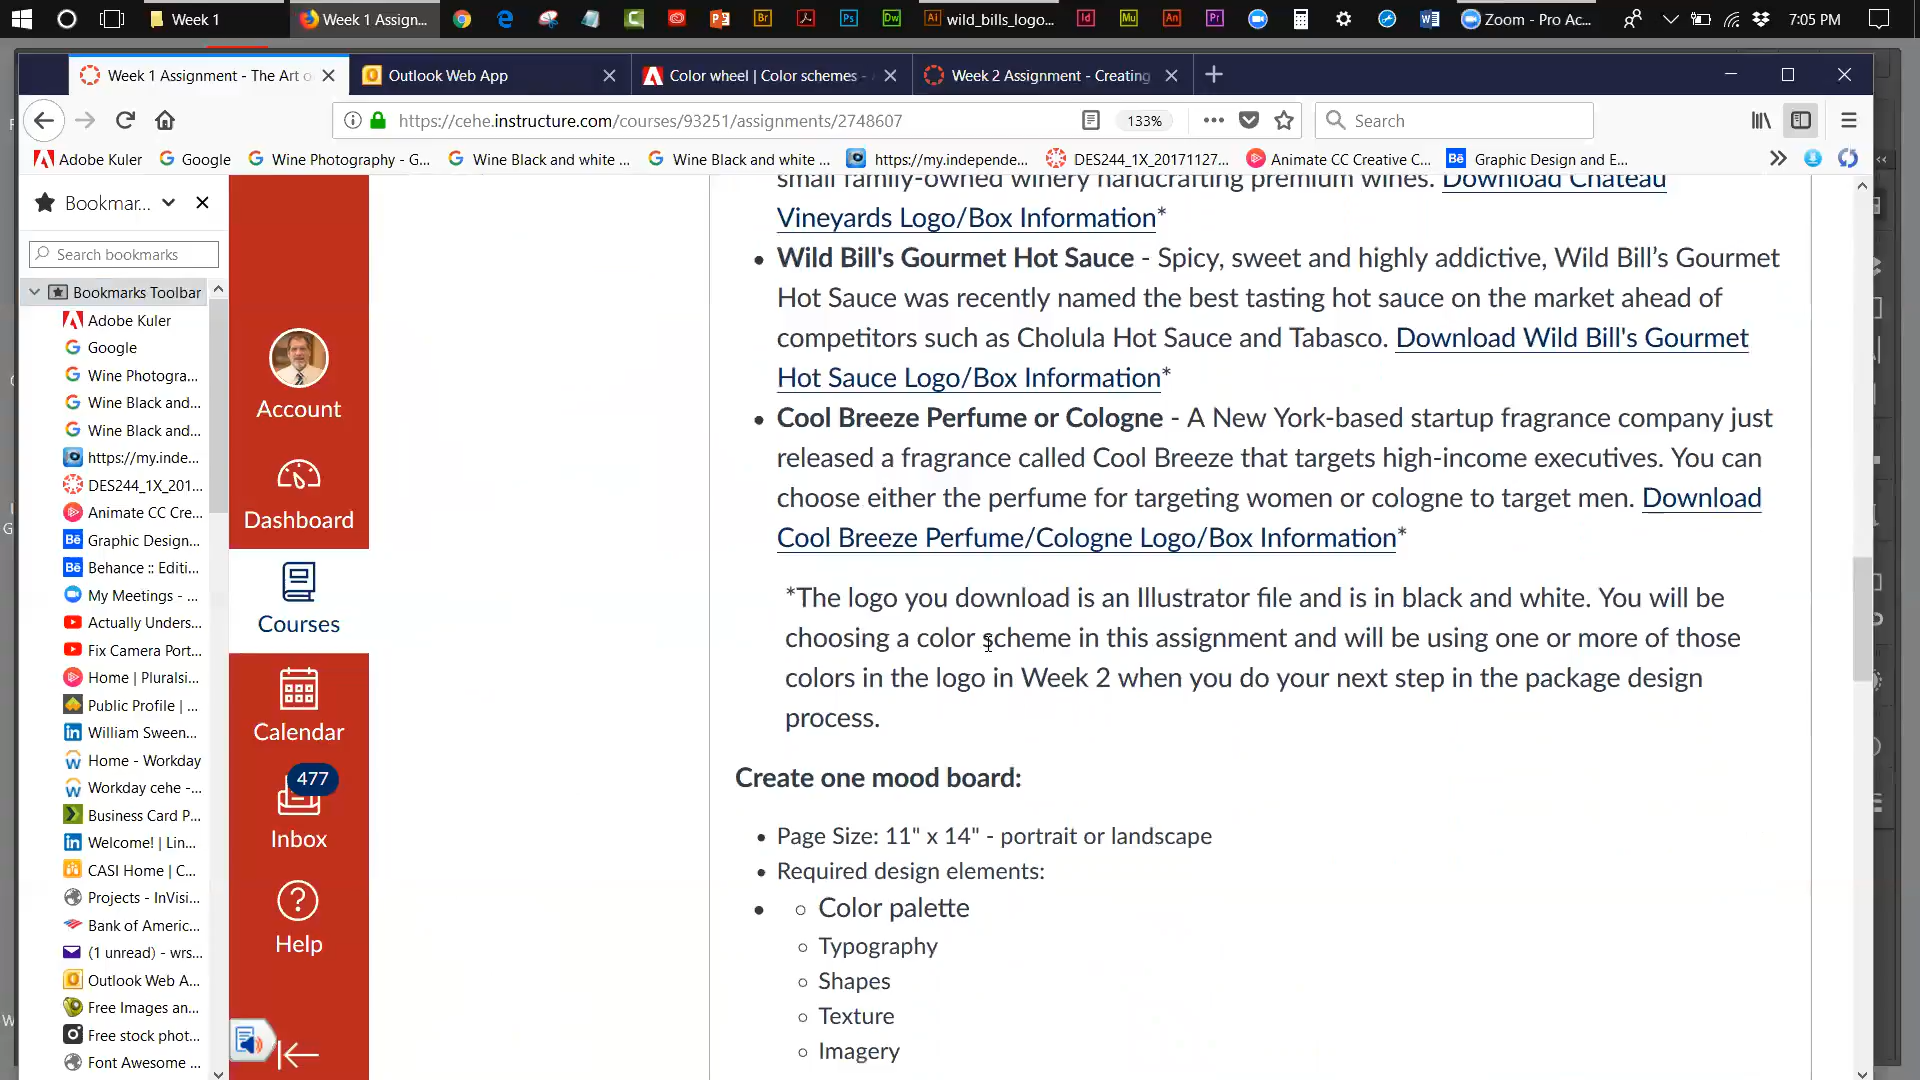 Week 1
Week 1 Assign...
wild_bills_logo...
Zoom - Pro Ac...
7:05 PM
Week 1 Assignment - The Art o
Outlook Web App
Color wheel | Color schemes -
Week 2 Assignment - Creating
https://cehe.instructure.com/courses/93251/assignments/2748607
133%
Search
Adobe Kuler
Google
Wine Photography - G...
Wine Black and white ...
Wine Black and white ...
https://my.independe...
DES244_1X_20171127...
Animate CC Creative C...
Graphic Design and E...
Bookmar...
Search bookmarks
Bookmarks Toolbar
Adobe Kuler
Google
Wine Photogra...
Wine Black and...
Wine Black and...
https://my.inde...
DES244_1X_201...
Animate CC Cre...
Graphic Design...
Behance :: Editi...
My Meetings - ...
Actually Unders...
Fix Camera Port...
Home | Pluralsi...
Public Profile | ...
William Sween...
Home - Workday
Workday cehe -...
Business Card P...
Welcome! | Lin...
CASI Home | C...
Projects - InVisi...
Bank of Americ...
(1 unread) - wrs...
Outlook Web A...
Free Images an...
Free stock phot...
Font Awesome ...
Account
Dashboard
Courses
Calendar
477
Inbox
Help
small family-owned winery handcrafting premium wines. Download Chateau
Vineyards Logo/Box Information*
• Wild Bill's Gourmet Hot Sauce - Spicy, sweet and highly addictive, Wild Bill’s Gourmet
Hot Sauce was recently named the best tasting hot sauce on the market ahead of
competitors such as Cholula Hot Sauce and Tabasco. Download Wild Bill's Gourmet
Hot Sauce Logo/Box Information*
• Cool Breeze Perfume or Cologne - A New York-based startup fragrance company just
released a fragrance called Cool Breeze that targets high-income executives. You can
choose either the perfume for targeting women or cologne to target men. Download
Cool Breeze Perfume/Cologne Logo/Box Information*
*The logo you download is an Illustrator file and is in black and white. You will be
choosing a color scheme in this assignment and will be using one or more of those
colors in the logo in Week 2 when you do your next step in the package design
process.
Create one mood board:
• Page Size: 11" x 14" - portrait or landscape
• Required design elements:
• ◦ Color palette
◦ Typography
◦ Shapes
◦ Texture
◦ Imagery